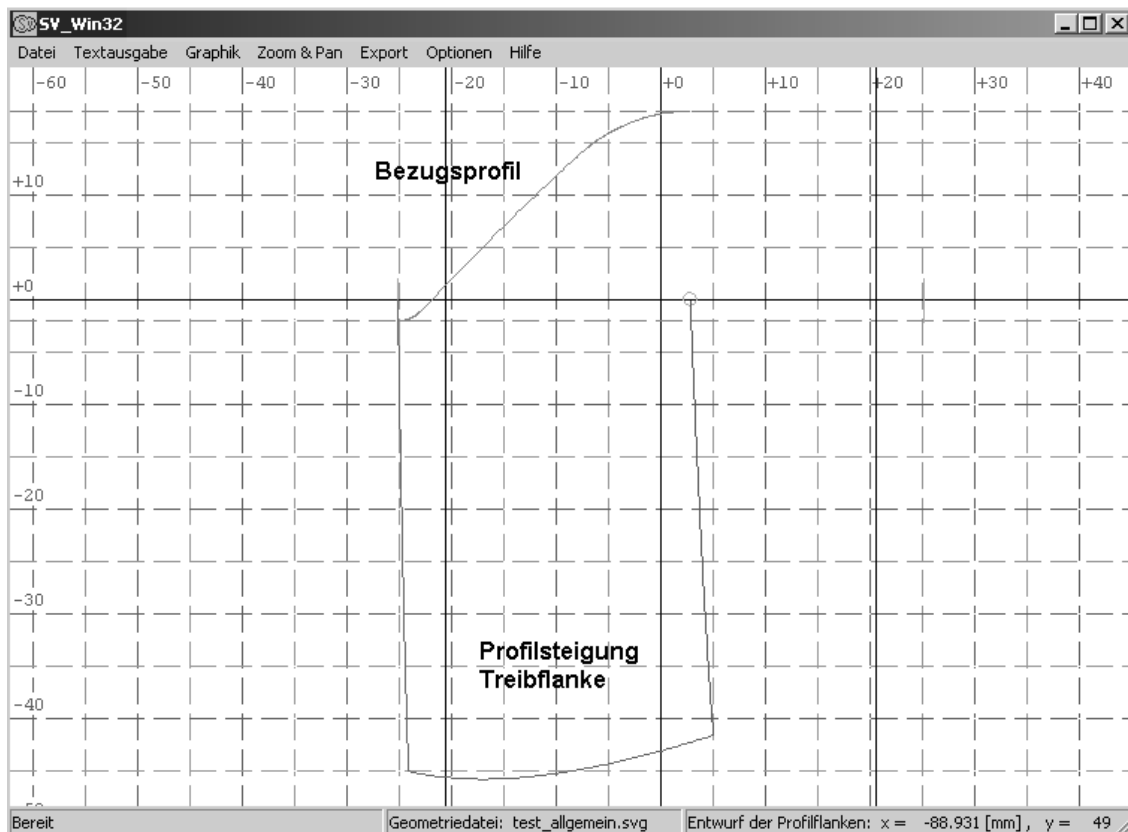 SV_Win32
Datei Textausgabe Graphik Zoom & Pan Export Optionen Hilfe
-60 -50 -40 -30 -20 -10 +0 +10 +20 +30 +40
Bezugsprofil
+10
+0
-10
-20
-30
Profilsteigung
Treibflanke
-40
-50
Bereit Geometriedatei: test_allgemein.svg Entwurf der Profilflanken: x = -88.931 [mm] , y = 49